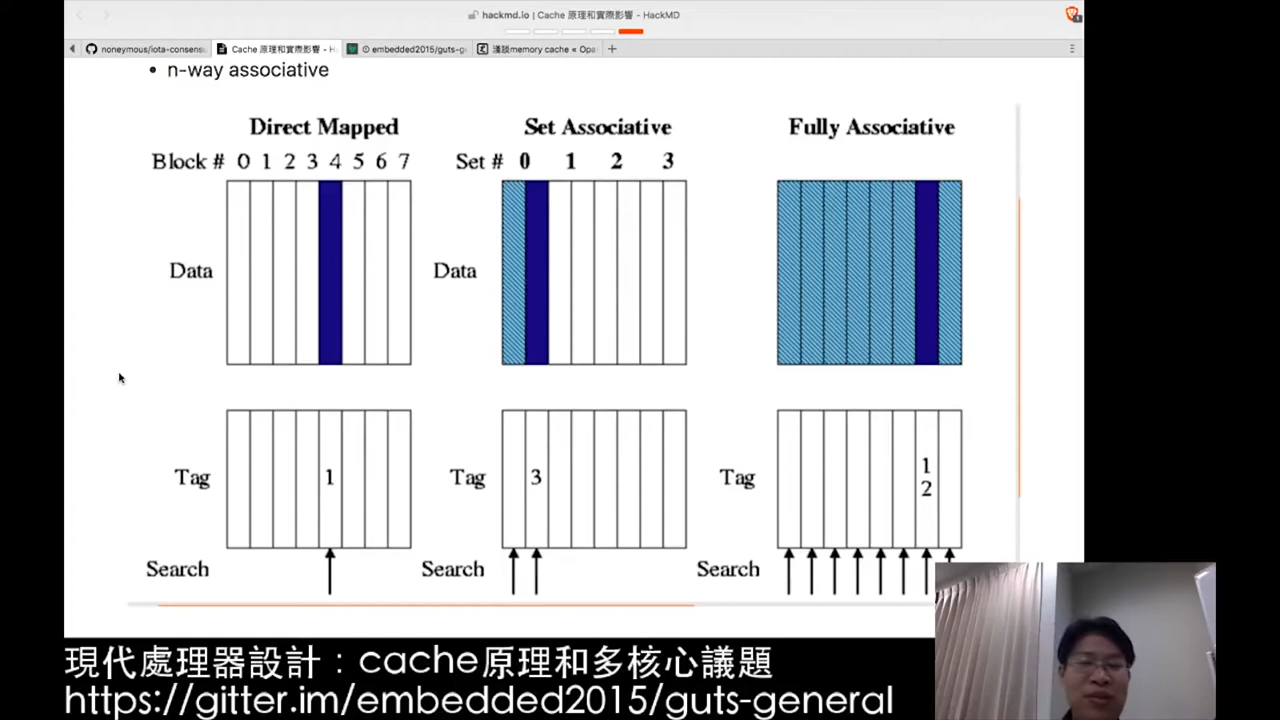 hackmd.io | Cache 原理和實際影響 - HackMD
noneymous/iota-consensu
Cache 原理和實際影響 - H
embedded2015/guts-g
淺談memory cache « Opa
• n-way associative
Direct Mapped
Set Associative
Fully Associative
Block # 0 1 2 3 4 5 6 7
Set # 0 1 2 3
Data
Data
Tag
1
Tag
3
Tag
1
2
Search
Search
Search
現代處理器設計：cache原理和多核心議題
https://gitter.im/embedded2015/guts-general